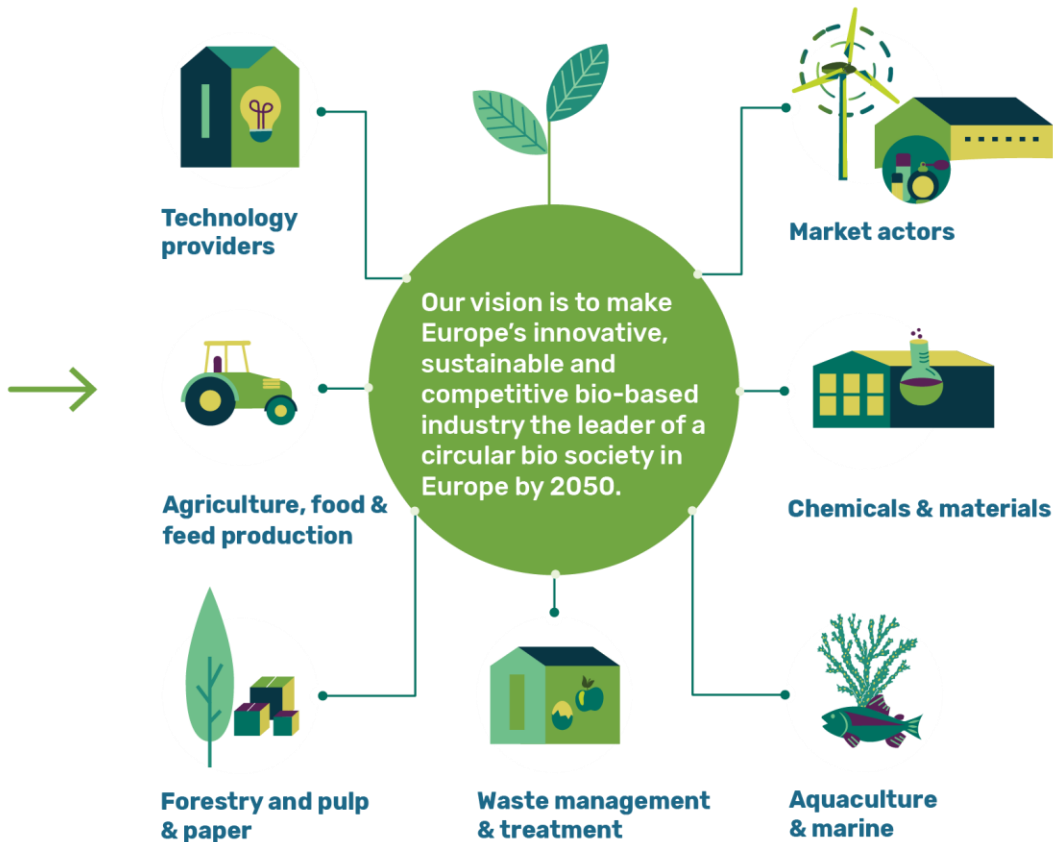 Technology
providers
Market actors
Our vision is to make
Europe’s innovative,
sustainable and
competitive bio-based
industry the leader of a
circular bio society in
Europe by 2050.
Agriculture, food &
feed production
Chemicals & materials
Forestry and pulp
& paper
Waste management
& treatment
Aquaculture
& marine